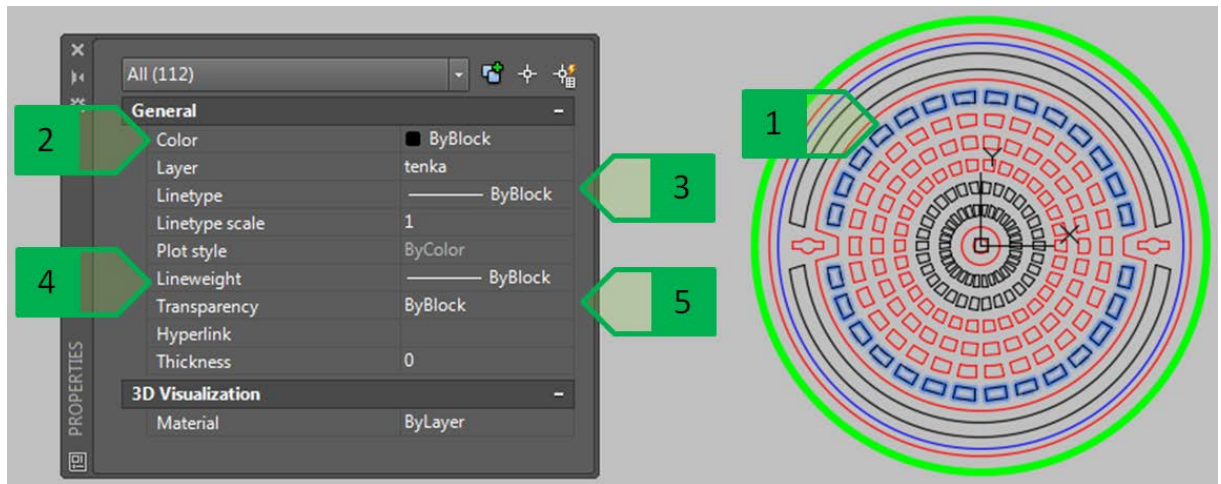 All (112)
General
Color ByBlock
Layer tenka
Linetype ByBlock
Linetype scale 1
Plot style ByColor
Lineweight ByBlock
Transparency ByBlock
Hyperlink
Thickness 0
3D Visualization
Material ByLayer
PROPERTIES
2
4
3
5
1
Y
X